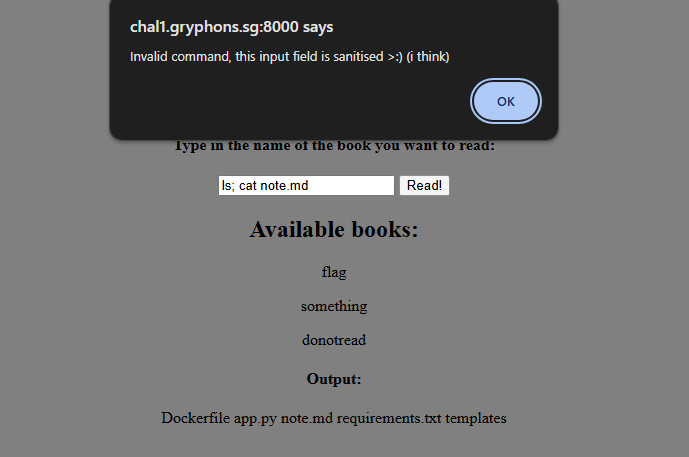 chal1.gryphons.sg:8000 says
Invalid command, this input field is sanitised >:) (i think)
OK
Type in the name of the book you want to read:
ls; cat note.md Read!
Available books:
flag
something
donotread
Output:
Dockerfile app.py note.md requirements.txt templates